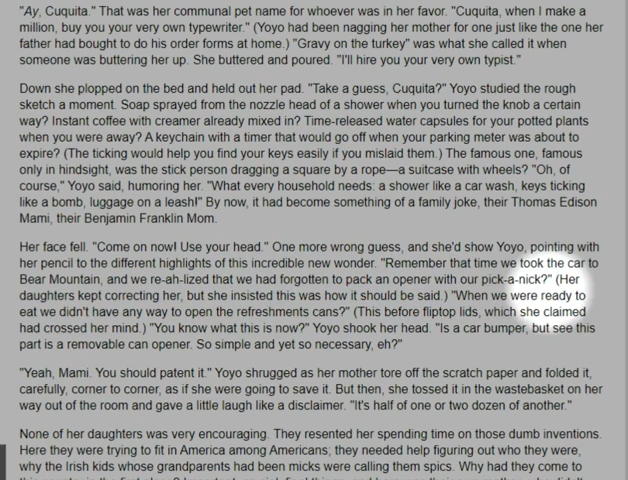 "Ay, Cuquita." That was her communal pet name for whoever was in her favor. "Cuquita, when I make a
million, buy you your very own typewriter." (Yoyo had been nagging her mother for one just like the one her
father had bought to do his order forms at home.) "Gravy on the turkey" was what she called it when
someone was buttering her up. She buttered and poured. "I'll hire you your very own typist."
Down she plopped on the bed and held out her pad. "Take a guess, Cuquita?" Yoyo studied the rough
sketch a moment. Soap sprayed from the nozzle head of a shower when you turned the knob a certain
way? Instant coffee with creamer already mixed in? Time-released water capsules for your potted plants
when you were away? A keychain with a timer that would go off when your parking meter was about to
expire? (The ticking would help you find your keys easily if you mislaid them.) The famous one, famous
only in hindsight, was the stick person dragging a square by a rope—a suitcase with wheels? "Oh, of
course," Yoyo said, humoring her. "What every household needs: a shower like a car wash, keys ticking
like a bomb, luggage on a leash!" By now, it had become something of a family joke, their Thomas Edison
Mami, their Benjamin Franklin Mom.
Her face fell. "Come on now! Use your head." One more wrong guess, and she'd show Yoyo, pointing with
her pencil to the different highlights of this incredible new wonder. "Remember that time we took the car to
Bear Mountain, and we re-ah-lized that we had forgotten to pack an opener with our pick-a-nick?" (Her
daughters kept correcting her, but she insisted this was how it should be said.) "When we were ready to
eat we didn't have any way to open the refreshments cans?" (This before fliptop lids, which she claimed
had crossed her mind.) "You know what this is now?" Yoyo shook her head. "Is a car bumper, but see this
part is a removable can opener. So simple and yet so necessary, eh?"
"Yeah, Mami. You should patent it." Yoyo shrugged as her mother tore off the scratch paper and folded it,
carefully, corner to corner, as if she were going to save it. But then, she tossed it in the wastebasket on her
way out of the room and gave a little laugh like a disclaimer. "It's half of one or two dozen of another."
None of her daughters was very encouraging. They resented her spending time on those dumb inventions.
Here they were trying to fit in America among Americans; they needed help figuring out who they were,
why the Irish kids whose grandparents had been micks were calling them spics. Why had they come to